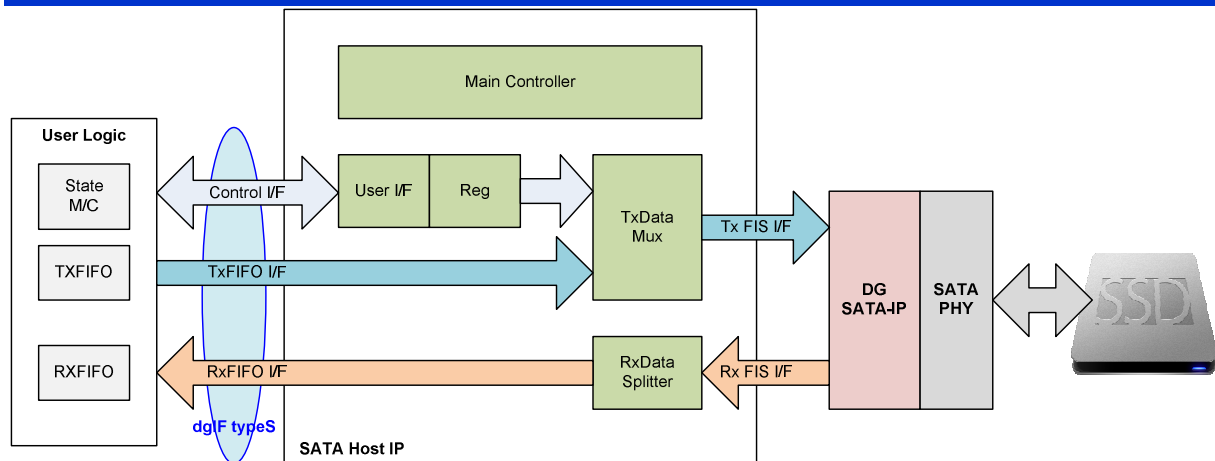 Main Controller
User Logic
State
M/C
Control I/F
User I/F
Reg
TxData
Mux
Tx FIS I/F
TXFIFO
TxFIFO I/F
DG
SATA-IP
SATA
PHY
SSD
RXFIFO
RxFIFO I/F
RxData
Splitter
Rx FIS I/F
dgIF typeS
SATA Host IP